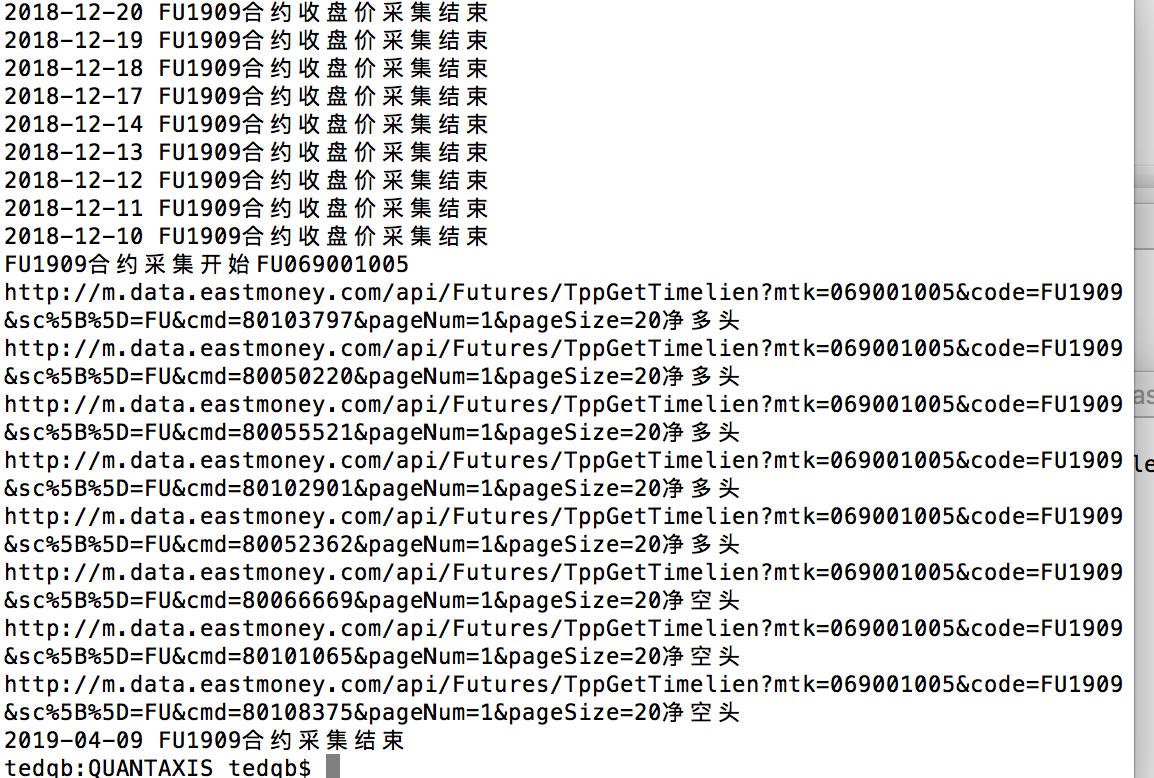 2018-12-20 FU1909合约收盘价采集结束
2018-12-19 FU1909合约收盘价采集结束
2018-12-18 FU1909合约收盘价采集结束
2018-12-17 FU1909合约收盘价采集结束
2018-12-14 FU1909合约收盘价采集结束
2018-12-13 FU1909合约收盘价采集结束
2018-12-12 FU1909合约收盘价采集结束
2018-12-11 FU1909合约收盘价采集结束
2018-12-10 FU1909合约收盘价采集结束
FU1909合约采集开始FU069001005
http://m.data.eastmoney.com/api/Futures/TppGetTimelien?mtk=069001005&code=FU1909
&sc%5B%5D=FU&cmd=80103797&pageNum=1&pageSize=20净多头
http://m.data.eastmoney.com/api/Futures/TppGetTimelien?mtk=069001005&code=FU1909
&sc%5B%5D=FU&cmd=80050220&pageNum=1&pageSize=20净多头
http://m.data.eastmoney.com/api/Futures/TppGetTimelien?mtk=069001005&code=FU1909
&sc%5B%5D=FU&cmd=80055521&pageNum=1&pageSize=20净多头
http://m.data.eastmoney.com/api/Futures/TppGetTimelien?mtk=069001005&code=FU1909
&sc%5B%5D=FU&cmd=80102901&pageNum=1&pageSize=20净多头
http://m.data.eastmoney.com/api/Futures/TppGetTimelien?mtk=069001005&code=FU1909
&sc%5B%5D=FU&cmd=80052362&pageNum=1&pageSize=20净多头
http://m.data.eastmoney.com/api/Futures/TppGetTimelien?mtk=069001005&code=FU1909
&sc%5B%5D=FU&cmd=80066669&pageNum=1&pageSize=20净空头
http://m.data.eastmoney.com/api/Futures/TppGetTimelien?mtk=069001005&code=FU1909
&sc%5B%5D=FU&cmd=80101065&pageNum=1&pageSize=20净空头
http://m.data.eastmoney.com/api/Futures/TppGetTimelien?mtk=069001005&code=FU1909
&sc%5B%5D=FU&cmd=80108375&pageNum=1&pageSize=20净空头
2019-04-09 FU1909合约采集结束
tedgb:QUANTAXIS tedgb$